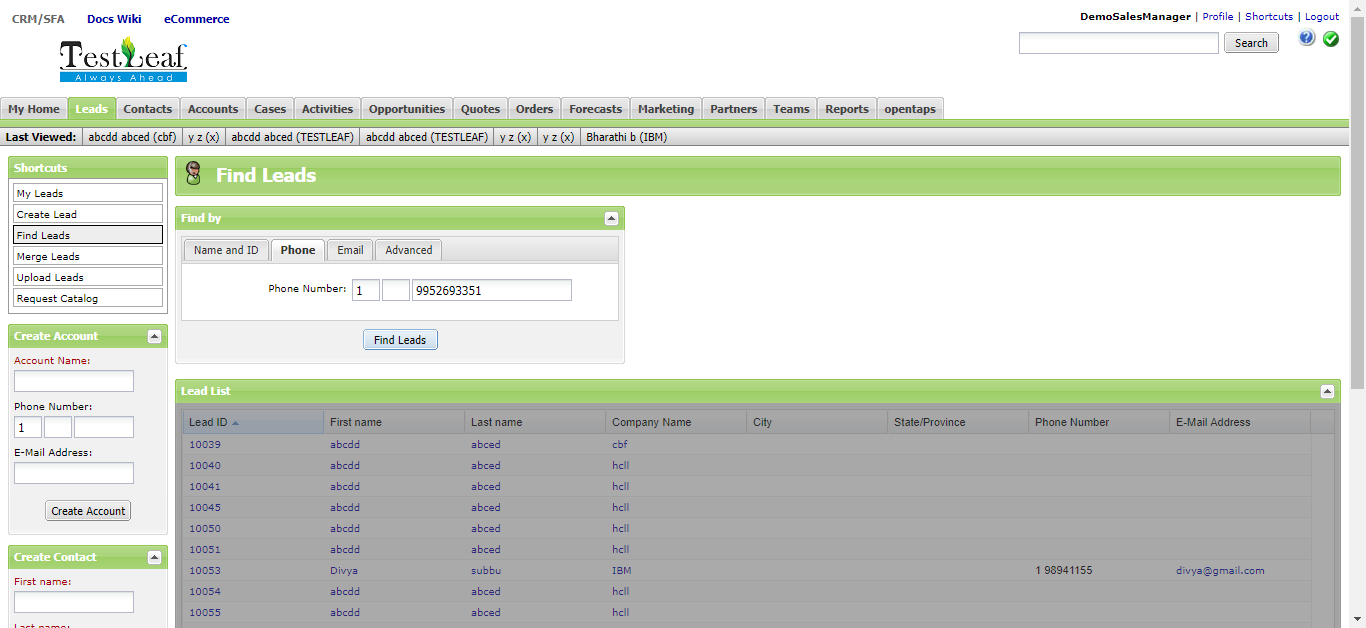 CRM/SFA Docs Wiki eCommerce
DemoSalesManager | Profile | Shortcuts | Logout
Search
TestLeaf
Always Ahead
My Home Leads Contacts Accounts Cases Activities Opportunities Quotes Orders Forecasts Marketing Partners Teams Reports opentaps
Last Viewed: abcdd abced (cbf) y z (x) abcdd abced (TESTLEAF) abcdd abced (TESTLEAF) y z (x) y z (x) Bharathi b (IBM)
Shortcuts
My Leads
Create Lead
Find Leads
Merge Leads
Upload Leads
Request Catalog
Create Account
Account Name:
Phone Number:
1
E-Mail Address:
Create Account
Create Contact
First name:
Last name:
Find Leads
Find by
Name and ID Phone Email Advanced
Phone Number: 1 9952693351
Find Leads
Lead List
Lead ID First name Last name Company Name City State/Province Phone Number E-Mail Address
10039 abcdd abced cbf
10040 abcdd abced hcll
10041 abcdd abced hcll
10045 abcdd abced hcll
10050 abcdd abced hcll
10051 abcdd abced hcll
10053 Divya subbu IBM 1 98941155 divya@gmail.com
10054 abcdd abced hcll
10055 abcdd abced hcll